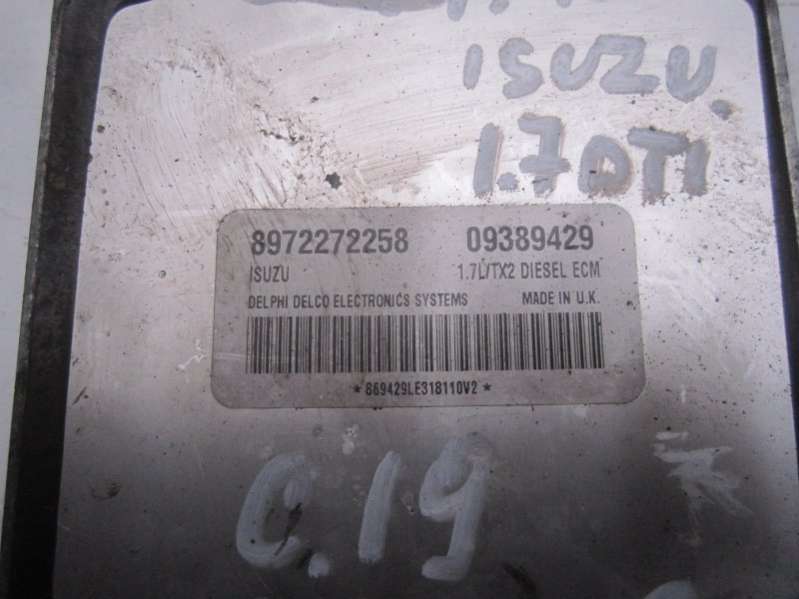 ISUZU.
1.7DTI
8972272258 09389429
ISUZU 1.7L/TX2 DIESEL ECM
DELPHI DELCO ELECTRONICS SYSTEMS MADE IN U.K.
*869429LE318110V2*
C.19